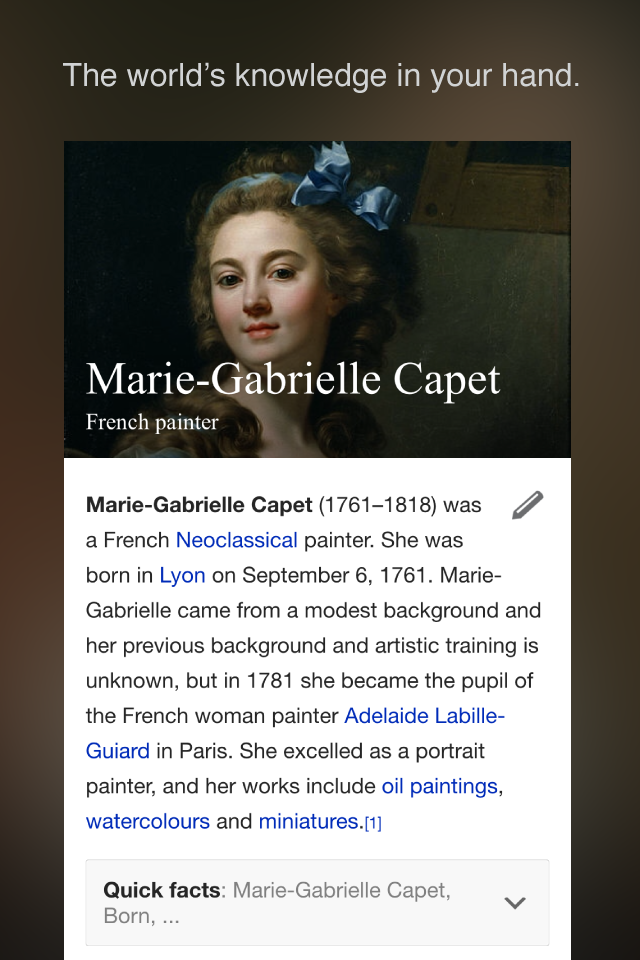 The world’s knowledge in your hand.
Marie-Gabrielle Capet
French painter
Marie-Gabrielle Capet (1761–1818) was
a French Neoclassical painter. She was
born in Lyon on September 6, 1761. Marie-
Gabrielle came from a modest background and
her previous background and artistic training is
unknown, but in 1781 she became the pupil of
the French woman painter Adelaide Labille-
Guiard in Paris. She excelled as a portrait
painter, and her works include oil paintings,
watercolours and miniatures.[1]
Quick facts: Marie-Gabrielle Capet,
Born, ...